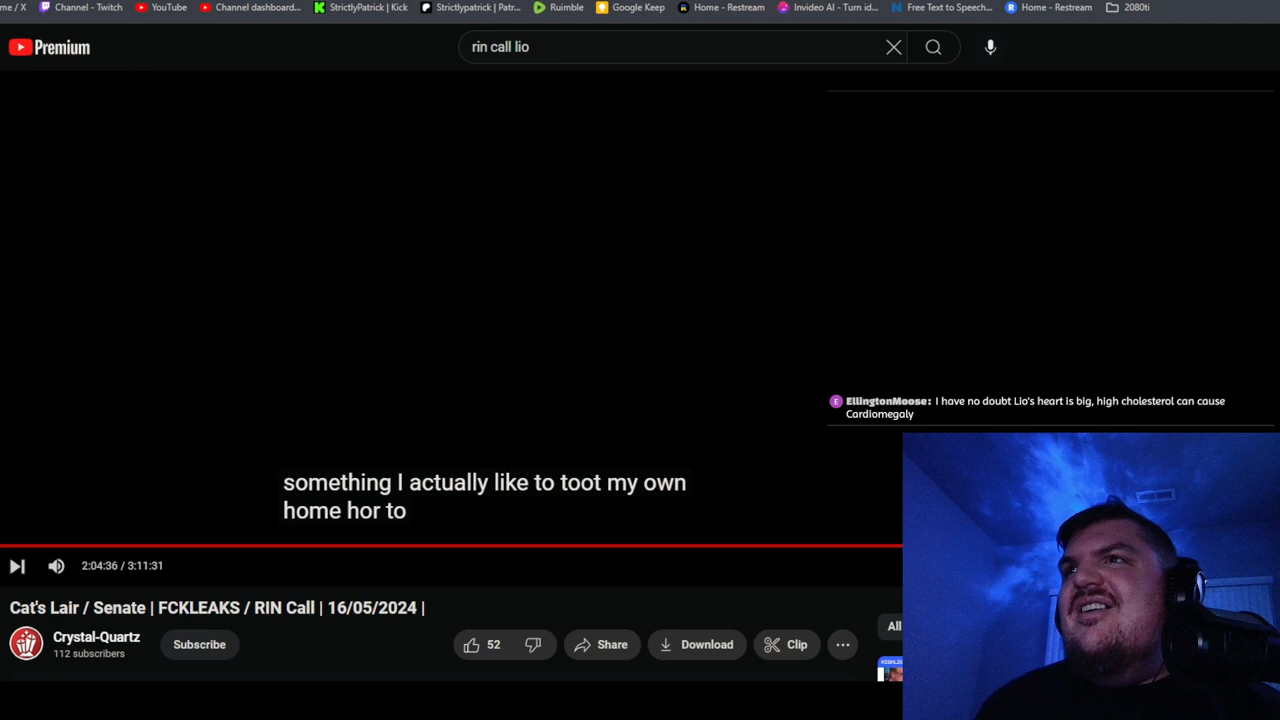 me / X
Channel - Twitch
YouTube
Channel dashboard...
StrictlyPatrick | Kick
Strictlypatrick | Patr...
Rumble
Google Keep
Home - Restream
Invideo AI - Turn id...
Free Text to Speech...
Home - Restream
2080ti
Premium
rin call lio
EllingtonMoose: I have no doubt Lio's heart is big, high cholesterol can cause
Cardiomegaly
something I actually like to toot my own
home hor to
2:04:36 / 3:11:31
Cat's Lair / Senate | FCKLEAKS / RIN Call | 16/05/2024 |
Crystal-Quartz
112 subscribers
Subscribe
52
Share
Download
Clip
All